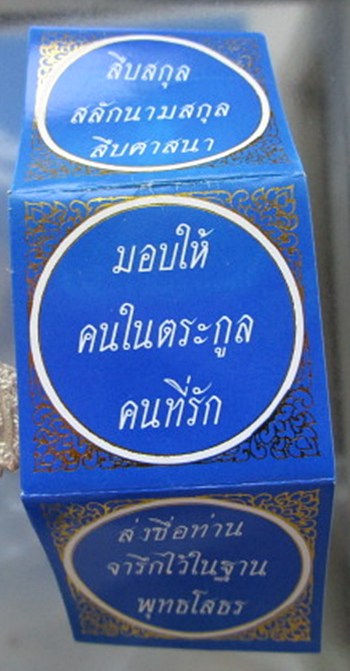 สืบสกุล
สลักนามสกุล
สืบศาสนา
มอบให้
คนในตระกูล
คนที่รัก
ส่งชื่อท่าน
จารึกไว้ในฐาน
พุทธโสธร